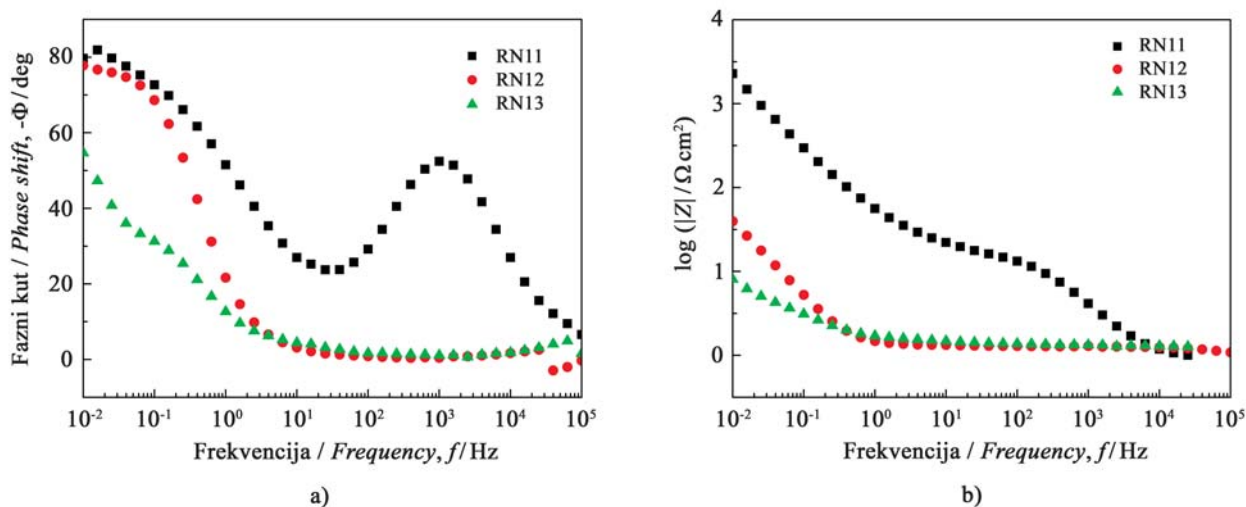 Fazni kut / Phase shift, -Φ / deg
80
60
40
20
0
RN11
RN12
RN13
10⁻² 10⁻¹ 10⁰ 10¹ 10² 10³ 10⁴ 10⁵
Frekvencija / Frequency, f/Hz
a)
log (|Z| / Ω cm²)
4
3
2
1
0
RN11
RN12
RN13
10⁻² 10⁻¹ 10⁰ 10¹ 10² 10³ 10⁴ 10⁵
Frekvencija / Frequency, f/Hz
b)